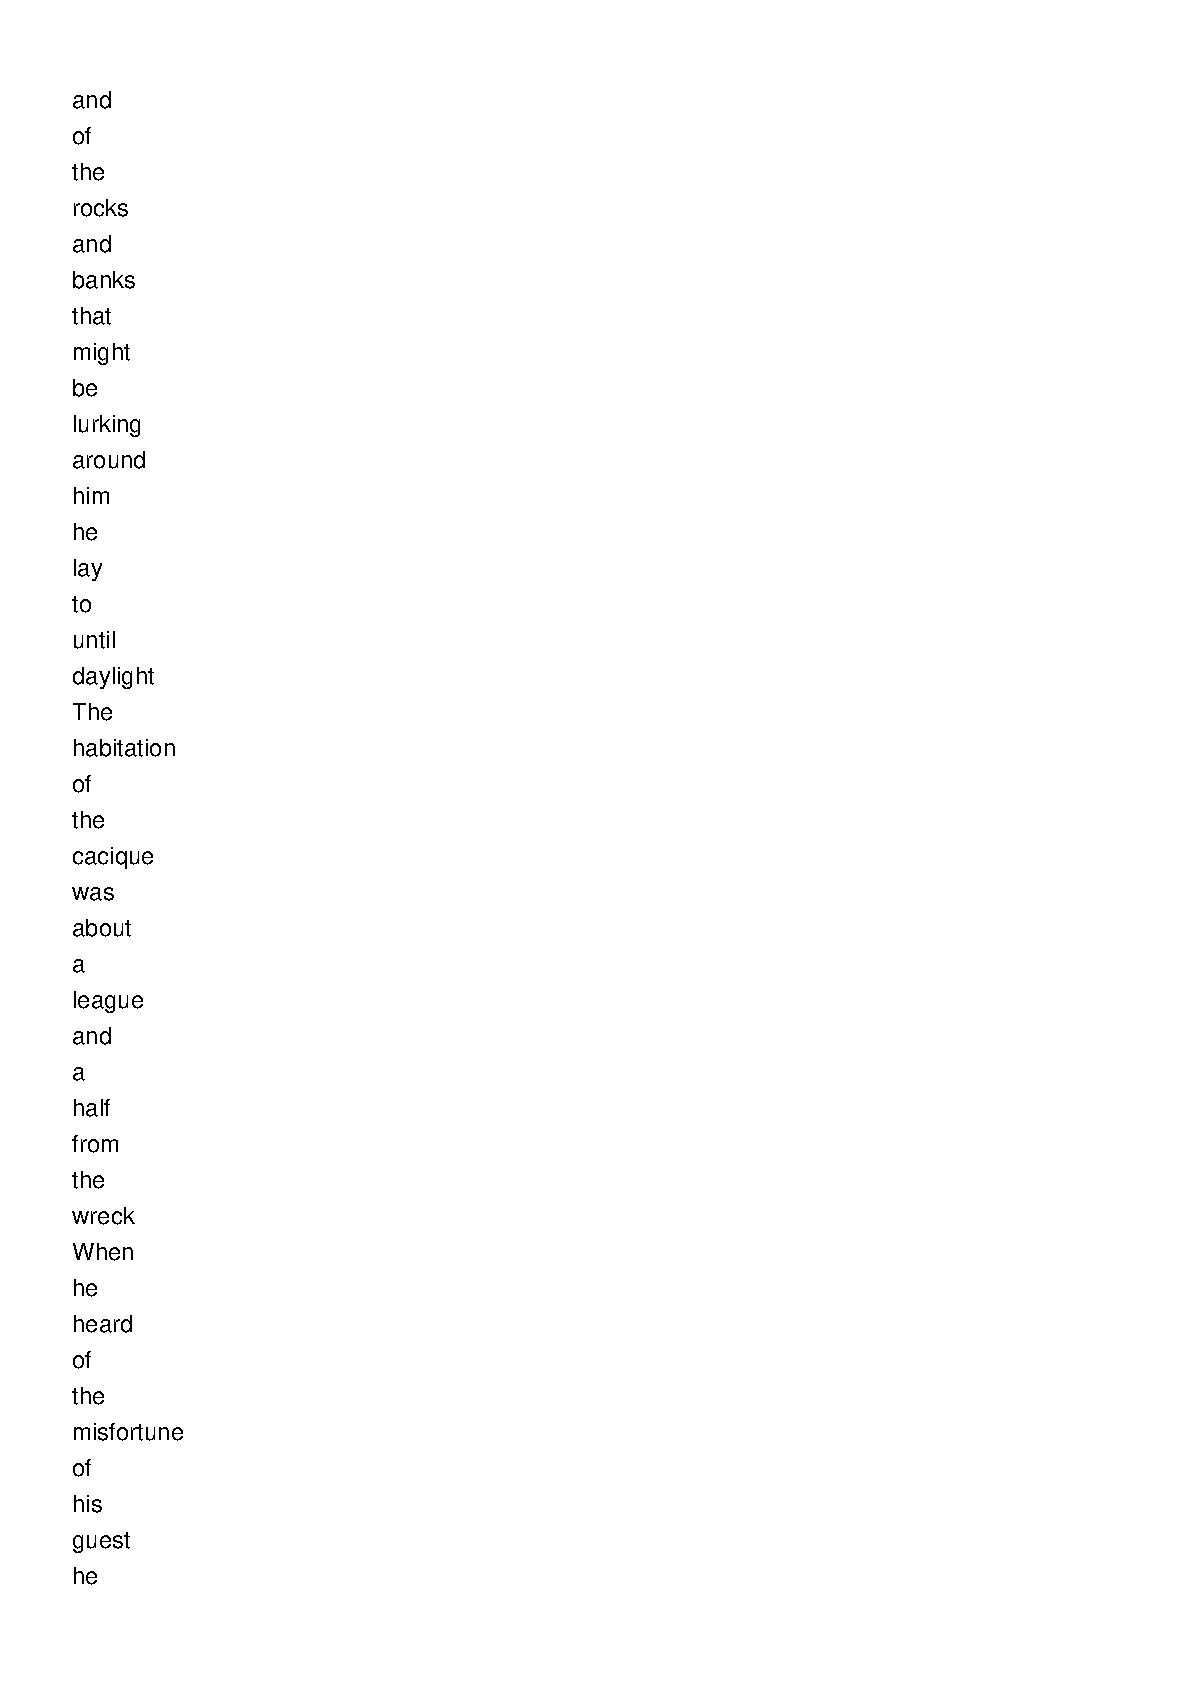 and
of
the
rocks
and
banks
that
might
be
lurking
around
him
he
lay
to
until
daylight
The
habitation
of
the
cacique
was
about
a
league
and
a
half
from
the
wreck
When
he
heard
of
the
misfortune
of
his
guest
he